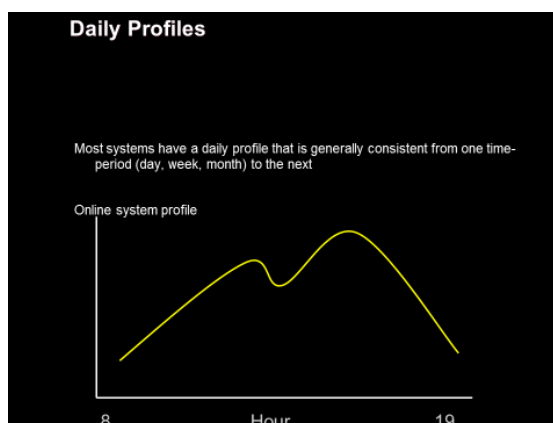 Daily Profiles
Most systems have a daily profile that is generally consistent from one time-
period (day, week, month) to the next
Online system profile
8 Hour 19